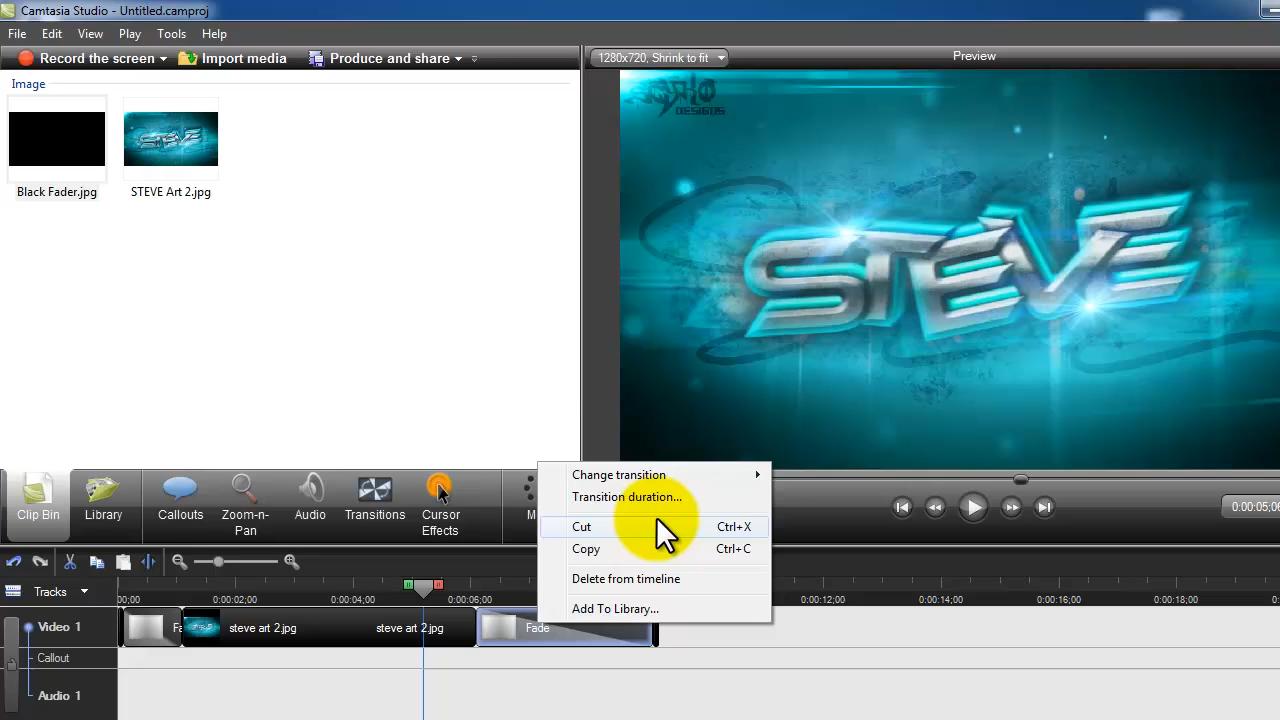 Camtasia Studio - Untitled.camproj
File Edit View Play Tools Help
Record the screen Import media Produce and share
1280x720, Shrink to fit
Preview
Image
Black Fader.jpg
STEVE Art 2.jpg
DESIGNS
STEVE
Clip Bin
Library
Callouts
Zoom-n-
Pan
Audio
Transitions
Cursor
Effects
M
Change transition
Transition duration...
Cut Ctrl+X
Copy Ctrl+C
Delete from timeline
Add To Library...
0:00:05;06
Tracks
00;00 0:00:02;00 0:00:04;00 0:00:06;00 0:00:12;00 0:00:14;00 0:00:16;00 0:00:18;00
Video 1
Fa
steve art 2.jpg
steve art 2.jpg
Fade
Callout
Audio 1